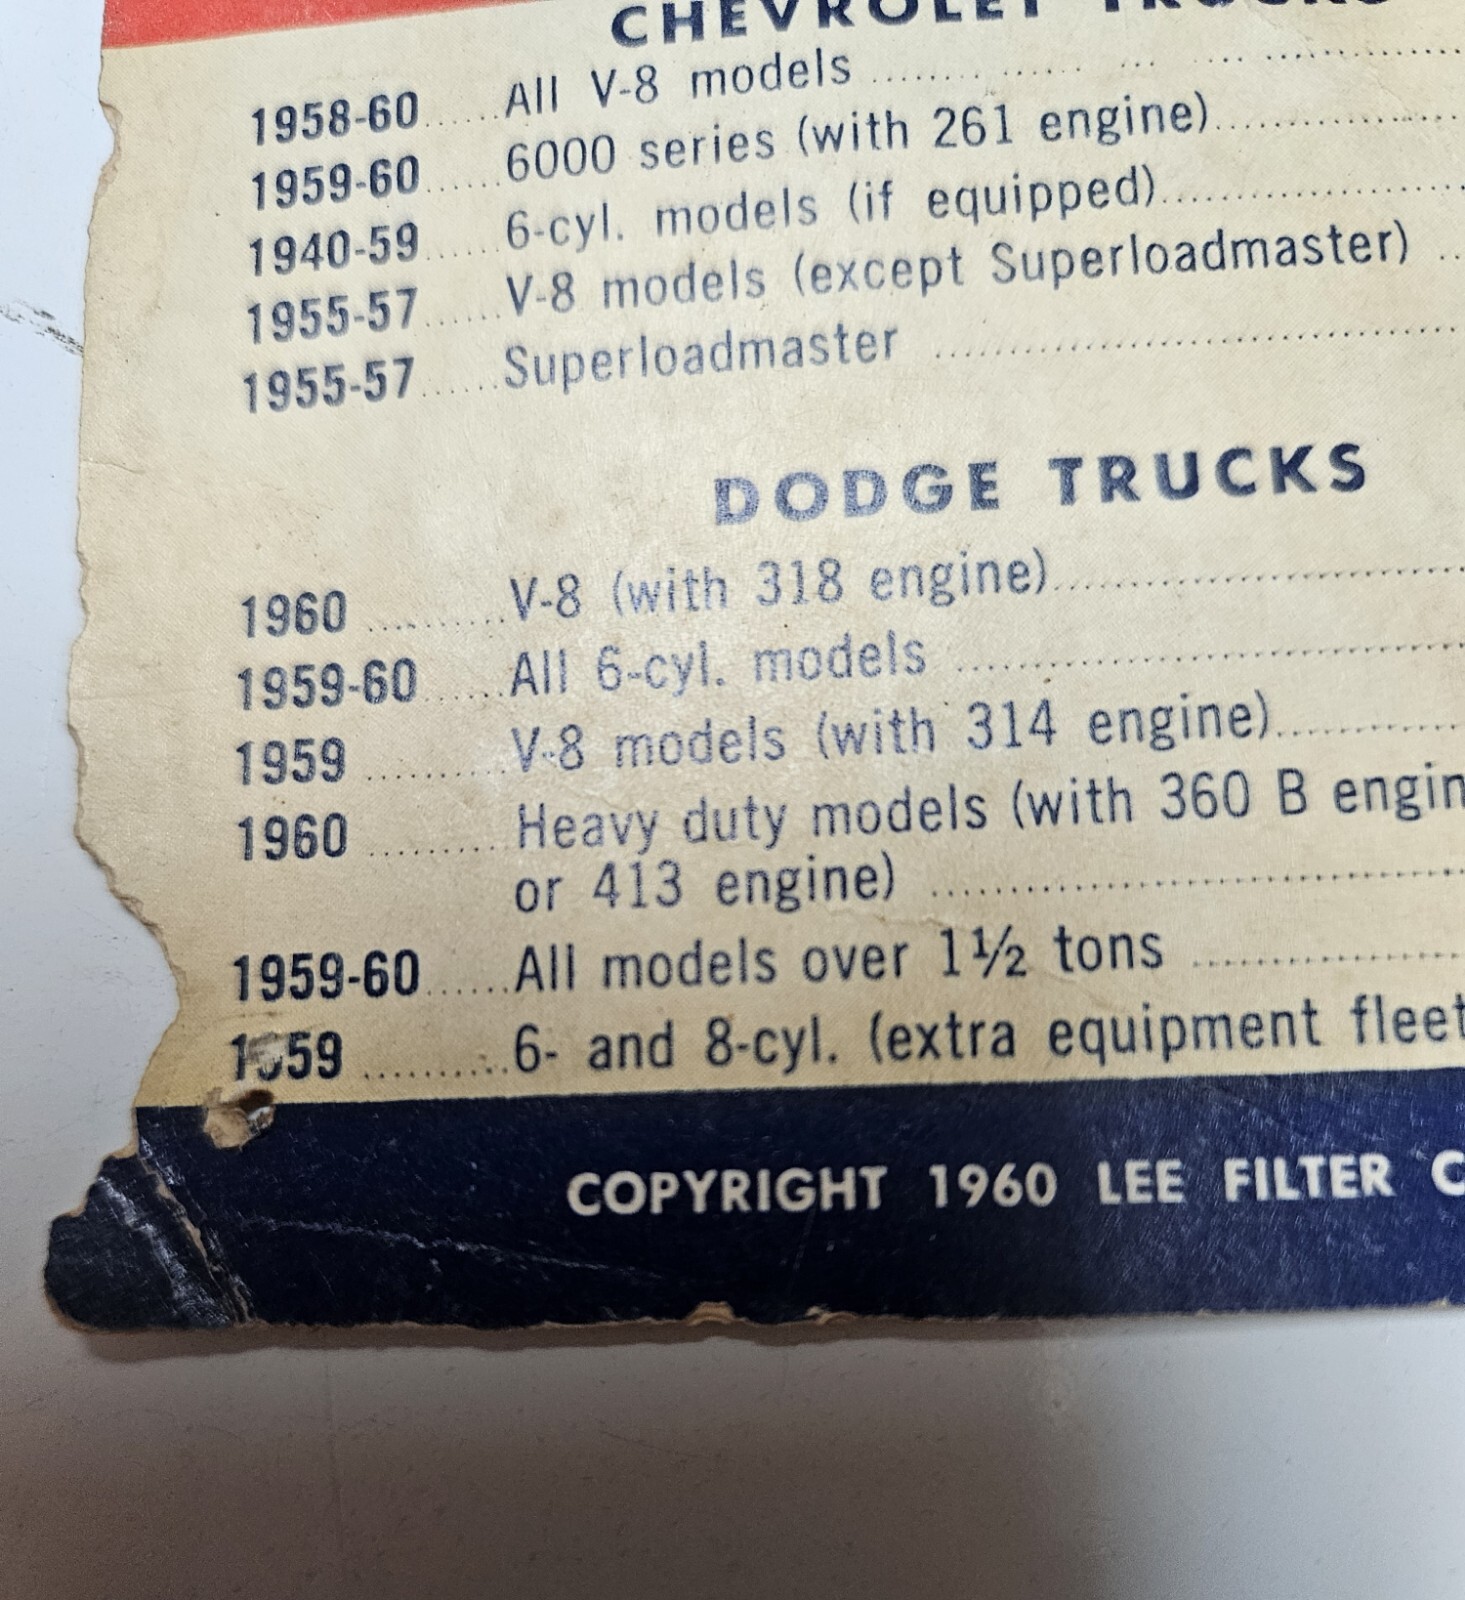 CHEVROLET TRUCKS
1958-60 ...... All V-8 models ........ ...... ... .... ..................
1959-60 ...... 6000 series (with 261 engine) ..................
1940-59 ...... 6-cyl. models (if equipped) ......................
1955-57 ...... V-8 models (except Superloadmaster) ..
1955-57 ...... Superloadmaster ........................................
DODGE TRUCKS
1960 ........... V-8 (with 318 engine) ................................
1959-60 ...... All 6-cyl. models ........................................
1959 ........... V-8 models (with 314 engine) ..............
1960 .......... Heavy duty models (with 360 B engin
or 413 engine) ..........................................
1959-60 ...... All models over 1½ tons .....................
1959 .......... 6- and 8-cyl. (extra equipment fleet
COPYRIGHT 1960 LEE FILTER C